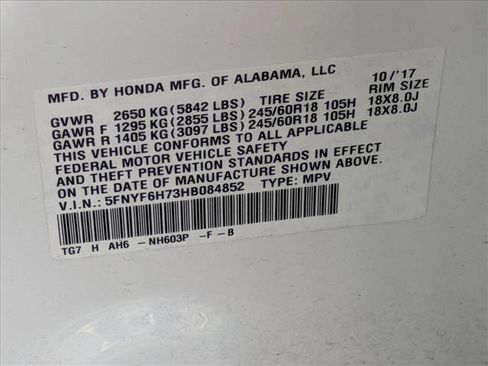 MFD. BY HONDA MFG. OF ALABAMA, LLC 10/'17
GVWR 2650 KG (5842 LBS) TIRE SIZE RIM SIZE
GAWR F 1295 KG (2855 LBS) 245/60R18 105H 18X8.0J
GAWR R 1405 KG (3097 LBS) 245/60R18 105H 18X8.0J
THIS VEHICLE CONFORMS TO ALL APPLICABLE
FEDERAL MOTOR VEHICLE SAFETY
AND THEFT PREVENTION STANDARDS IN EFFECT
ON THE DATE OF MANUFACTURE SHOWN ABOVE.
V.I.N.: 5FNYF6H73HB084852 TYPE: MPV
TG7 H AH6 -NH603P -F-B